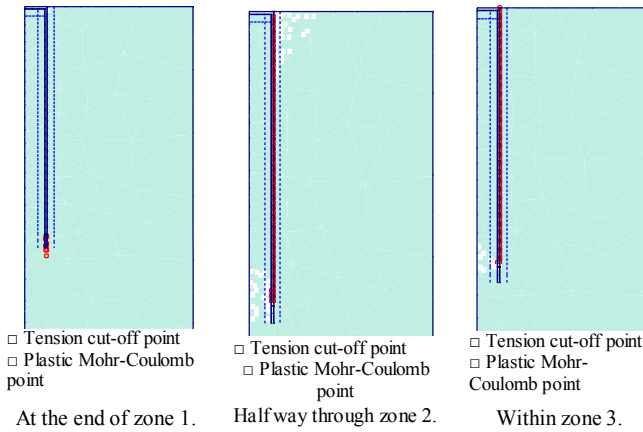 □ Tension cut-off point
□ Plastic Mohr-Coulomb
point
At the end of zone 1.
□ Tension cut-off point
□ Plastic Mohr-Coulomb
point
Half way through zone 2.
□ Tension cut-off point
□ Plastic Mohr-
Coulomb point
Within zone 3.